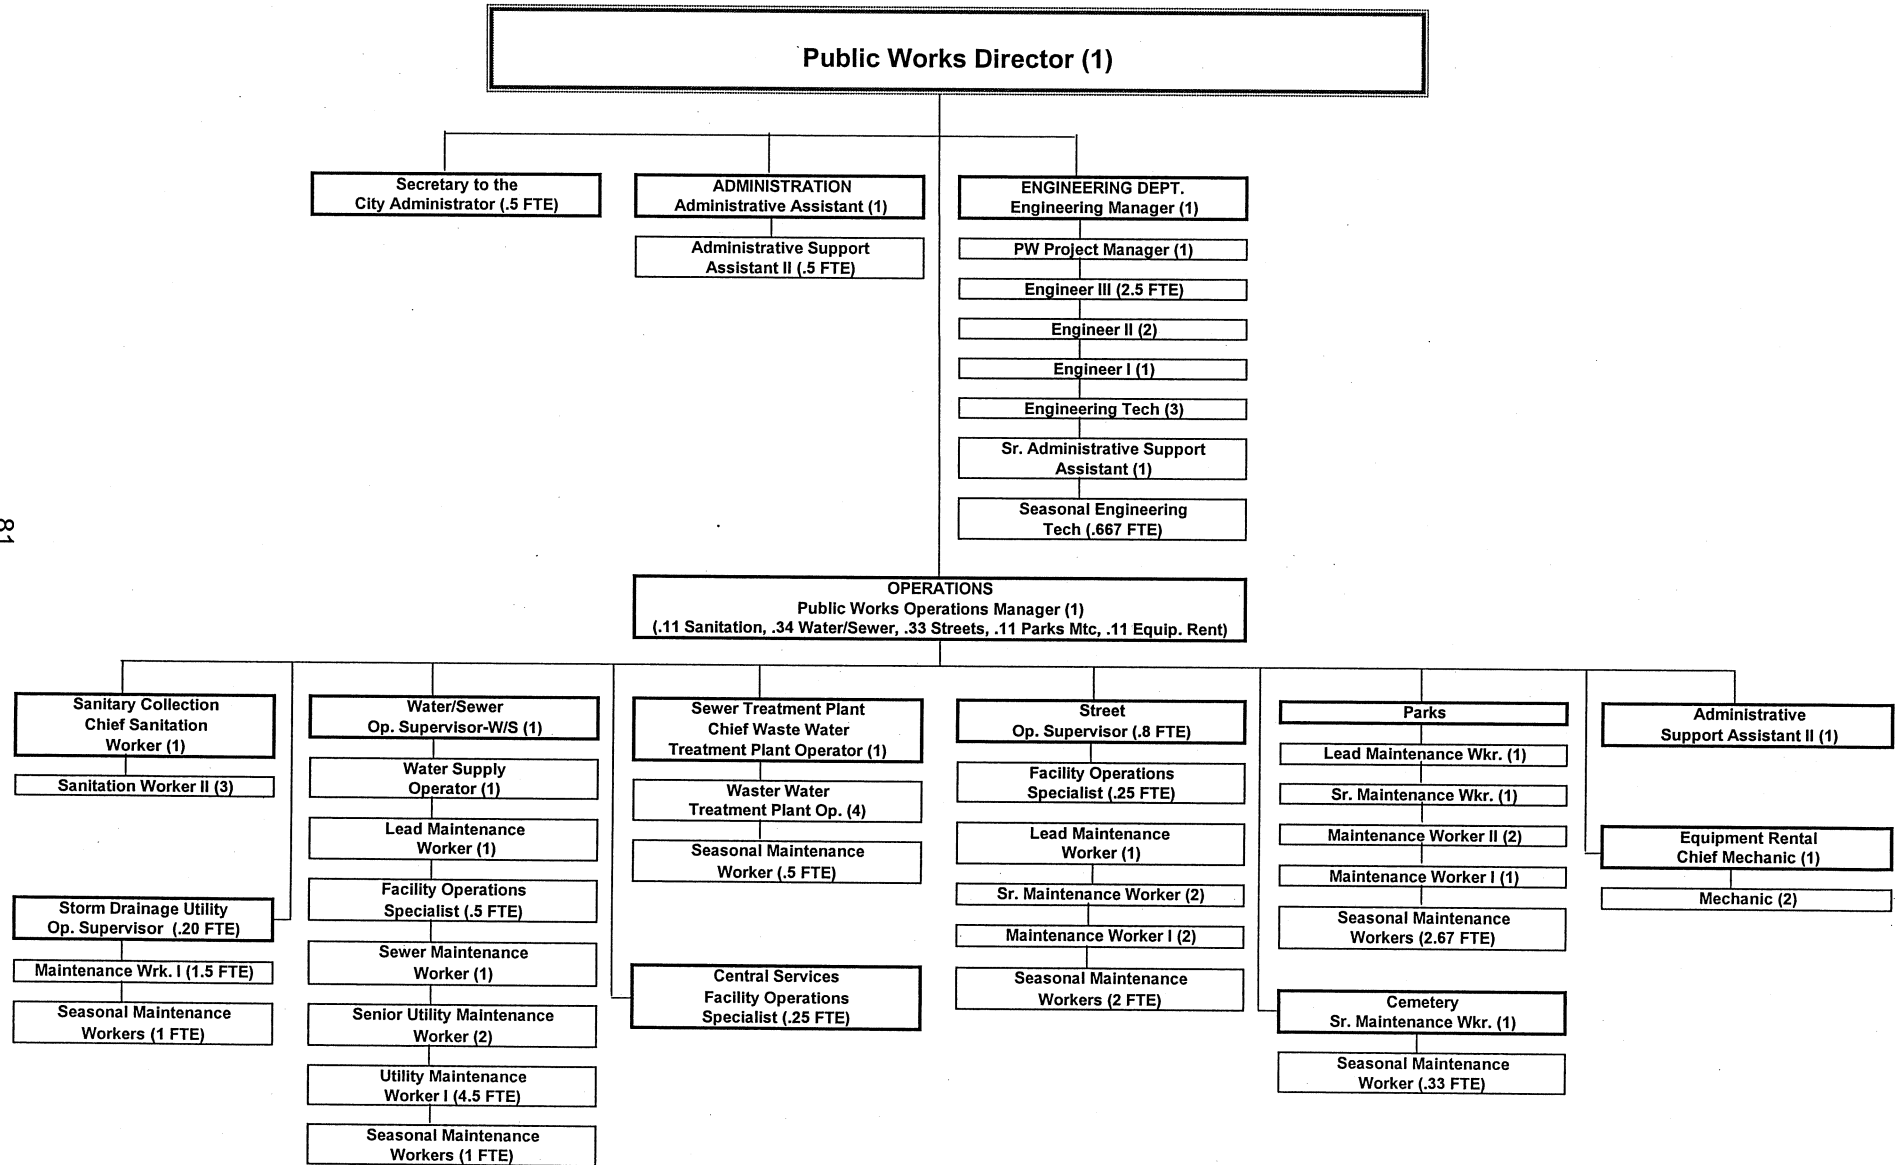 Public Works Director (1)
Secretary to the
City Administrator (.5 FTE)
ADMINISTRATION
Administrative Assistant (1)
Administrative Support
Assistant II (.5 FTE)
ENGINEERING DEPT.
Engineering Manager (1)
PW Project Manager (1)
Engineer III (2.5 FTE)
Engineer II (2)
Engineer I (1)
Engineering Tech (3)
Sr. Administrative Support
Assistant (1)
Seasonal Engineering
Tech (.667 FTE)
81
OPERATIONS
Public Works Operations Manager (1)
(.11 Sanitation, .34 Water/Sewer, .33 Streets, .11 Parks Mtc, .11 Equip. Rent)
Sanitary Collection
Chief Sanitation
Worker (1)
Sanitation Worker II (3)
Storm Drainage Utility
Op. Supervisor (.20 FTE)
Maintenance Wrk. I (1.5 FTE)
Seasonal Maintenance
Workers (1 FTE)
Water/Sewer
Op. Supervisor-W/S (1)
Water Supply
Operator (1)
Lead Maintenance
Worker (1)
Facility Operations
Specialist (.5 FTE)
Sewer Maintenance
Worker (1)
Senior Utility Maintenance
Worker (2)
Utility Maintenance
Worker I (4.5 FTE)
Seasonal Maintenance
Workers (1 FTE)
Sewer Treatment Plant
Chief Waste Water
Treatment Plant Operator (1)
Waster Water
Treatment Plant Op. (4)
Seasonal Maintenance
Worker (.5 FTE)
Central Services
Facility Operations
Specialist (.25 FTE)
Street
Op. Supervisor (.8 FTE)
Facility Operations
Specialist (.25 FTE)
Lead Maintenance
Worker (1)
Sr. Maintenance Worker (2)
Maintenance Worker I (2)
Seasonal Maintenance
Workers (2 FTE)
Parks
Lead Maintenance Wkr. (1)
Sr. Maintenance Wkr. (1)
Maintenance Worker II (2)
Maintenance Worker I (1)
Seasonal Maintenance
Workers (2.67 FTE)
Cemetery
Sr. Maintenance Wkr. (1)
Seasonal Maintenance
Worker (.33 FTE)
Administrative
Support Assistant II (1)
Equipment Rental
Chief Mechanic (1)
Mechanic (2)